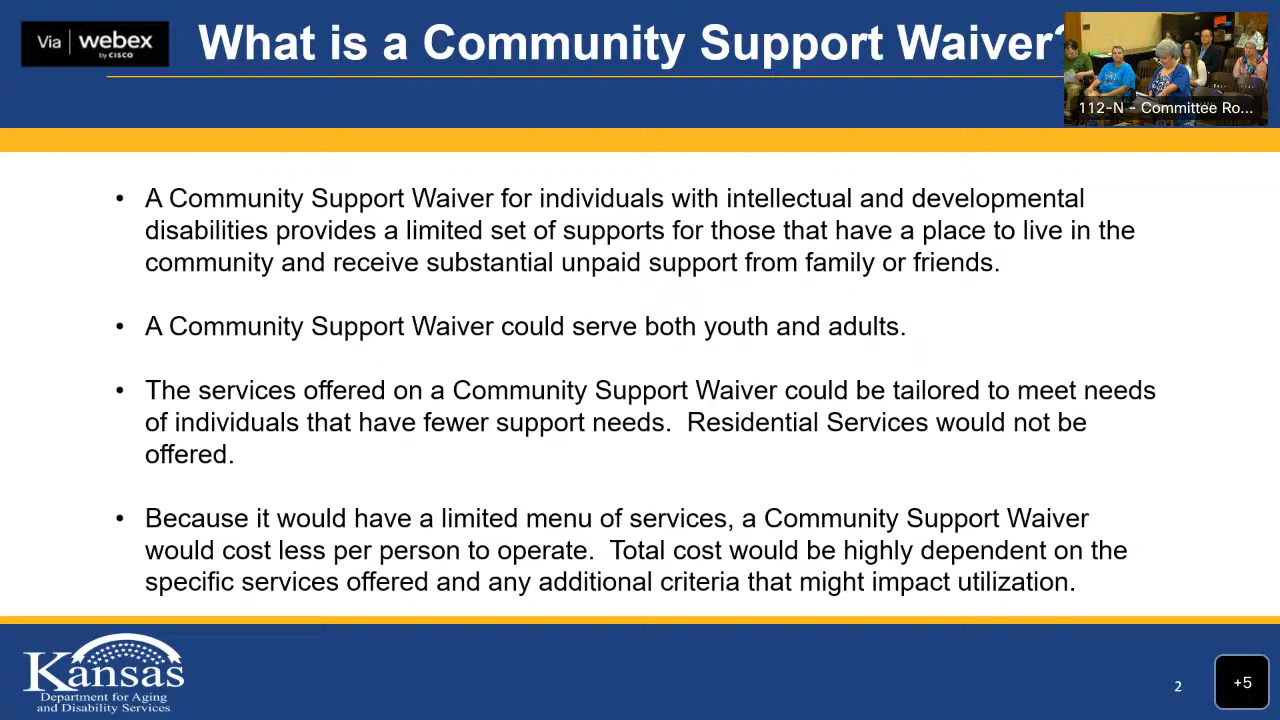 Via | webex
by CISCO
What is a Community Support Waiver?
112-N - Committee Ro...
• A Community Support Waiver for individuals with intellectual and developmental
disabilities provides a limited set of supports for those that have a place to live in the
community and receive substantial unpaid support from family or friends.
• A Community Support Waiver could serve both youth and adults.
• The services offered on a Community Support Waiver could be tailored to meet needs
of individuals that have fewer support needs.  Residential Services would not be
offered.
• Because it would have a limited menu of services, a Community Support Waiver
would cost less per person to operate.  Total cost would be highly dependent on the
specific services offered and any additional criteria that might impact utilization.
Kansas
Department for Aging
and Disability Services
2
+5